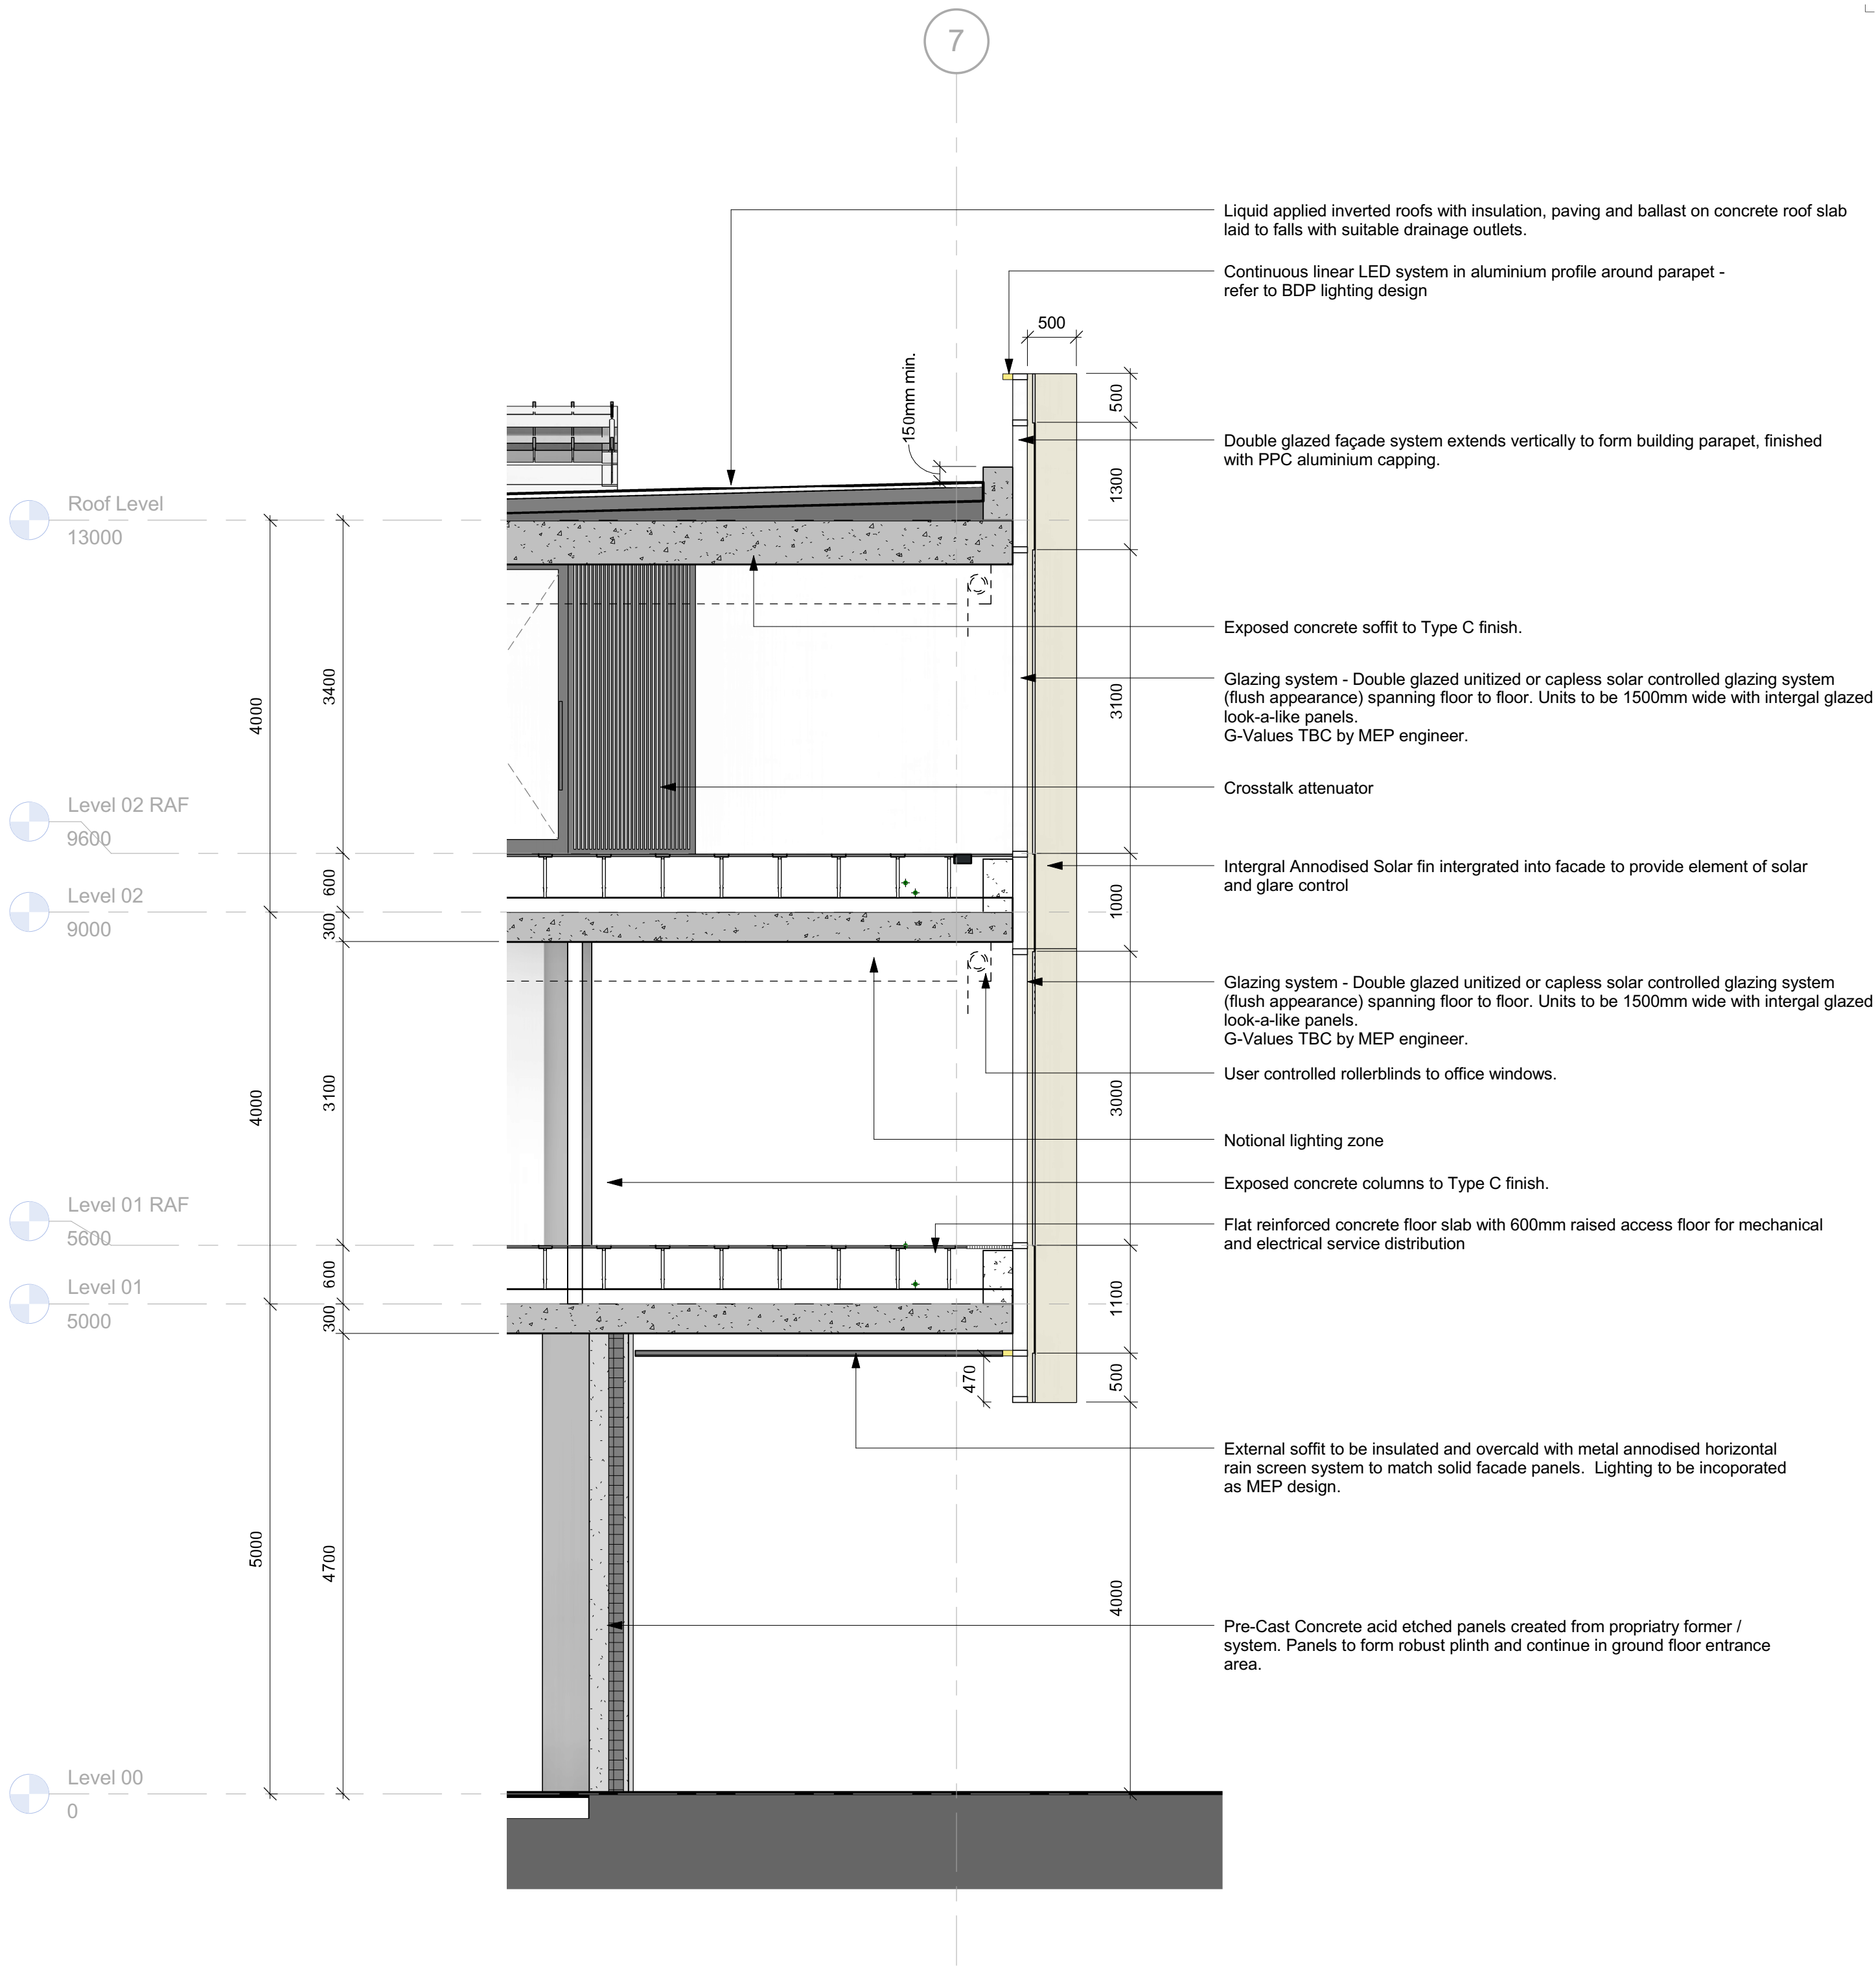 7
Liquid applied inverted roofs with insulation, paving and ballast on concrete roof slab
laid to falls with suitable drainage outlets.
Continuous linear LED system in aluminium profile around parapet -
refer to BDP lighting design
500
150mm min.
500
Double glazed façade system extends vertically to form building parapet, finished
with PPC aluminium capping.
1300
Roof Level
13000
Exposed concrete soffit to Type C finish.
4000
3400
3100
Glazing system - Double glazed unitized or capless solar controlled glazing system
(flush appearance) spanning floor to floor. Units to be 1500mm wide with intergal glazed
look-a-like panels.
G-Values TBC by MEP engineer.
Crosstalk attenuator
Level 02 RAF
9600
Intergral Annodised Solar fin intergrated into facade to provide element of solar
and glare control
600
1000
Level 02
9000
300
Glazing system - Double glazed unitized or capless solar controlled glazing system
(flush appearance) spanning floor to floor. Units to be 1500mm wide with intergal glazed
look-a-like panels.
G-Values TBC by MEP engineer.
User controlled rollerblinds to office windows.
4000
3100
3000
Notional lighting zone
Exposed concrete columns to Type C finish.
Level 01 RAF
5600
Flat reinforced concrete floor slab with 600mm raised access floor for mechanical
and electrical service distribution
600
1100
Level 01
5000
300
470
500
External soffit to be insulated and overcald with metal annodised horizontal
rain screen system to match solid facade panels. Lighting to be incoporated
as MEP design.
5000
4700
4000
Pre-Cast Concrete acid etched panels created from propriatry former /
system. Panels to form robust plinth and continue in ground floor entrance
area.
Level 00
0